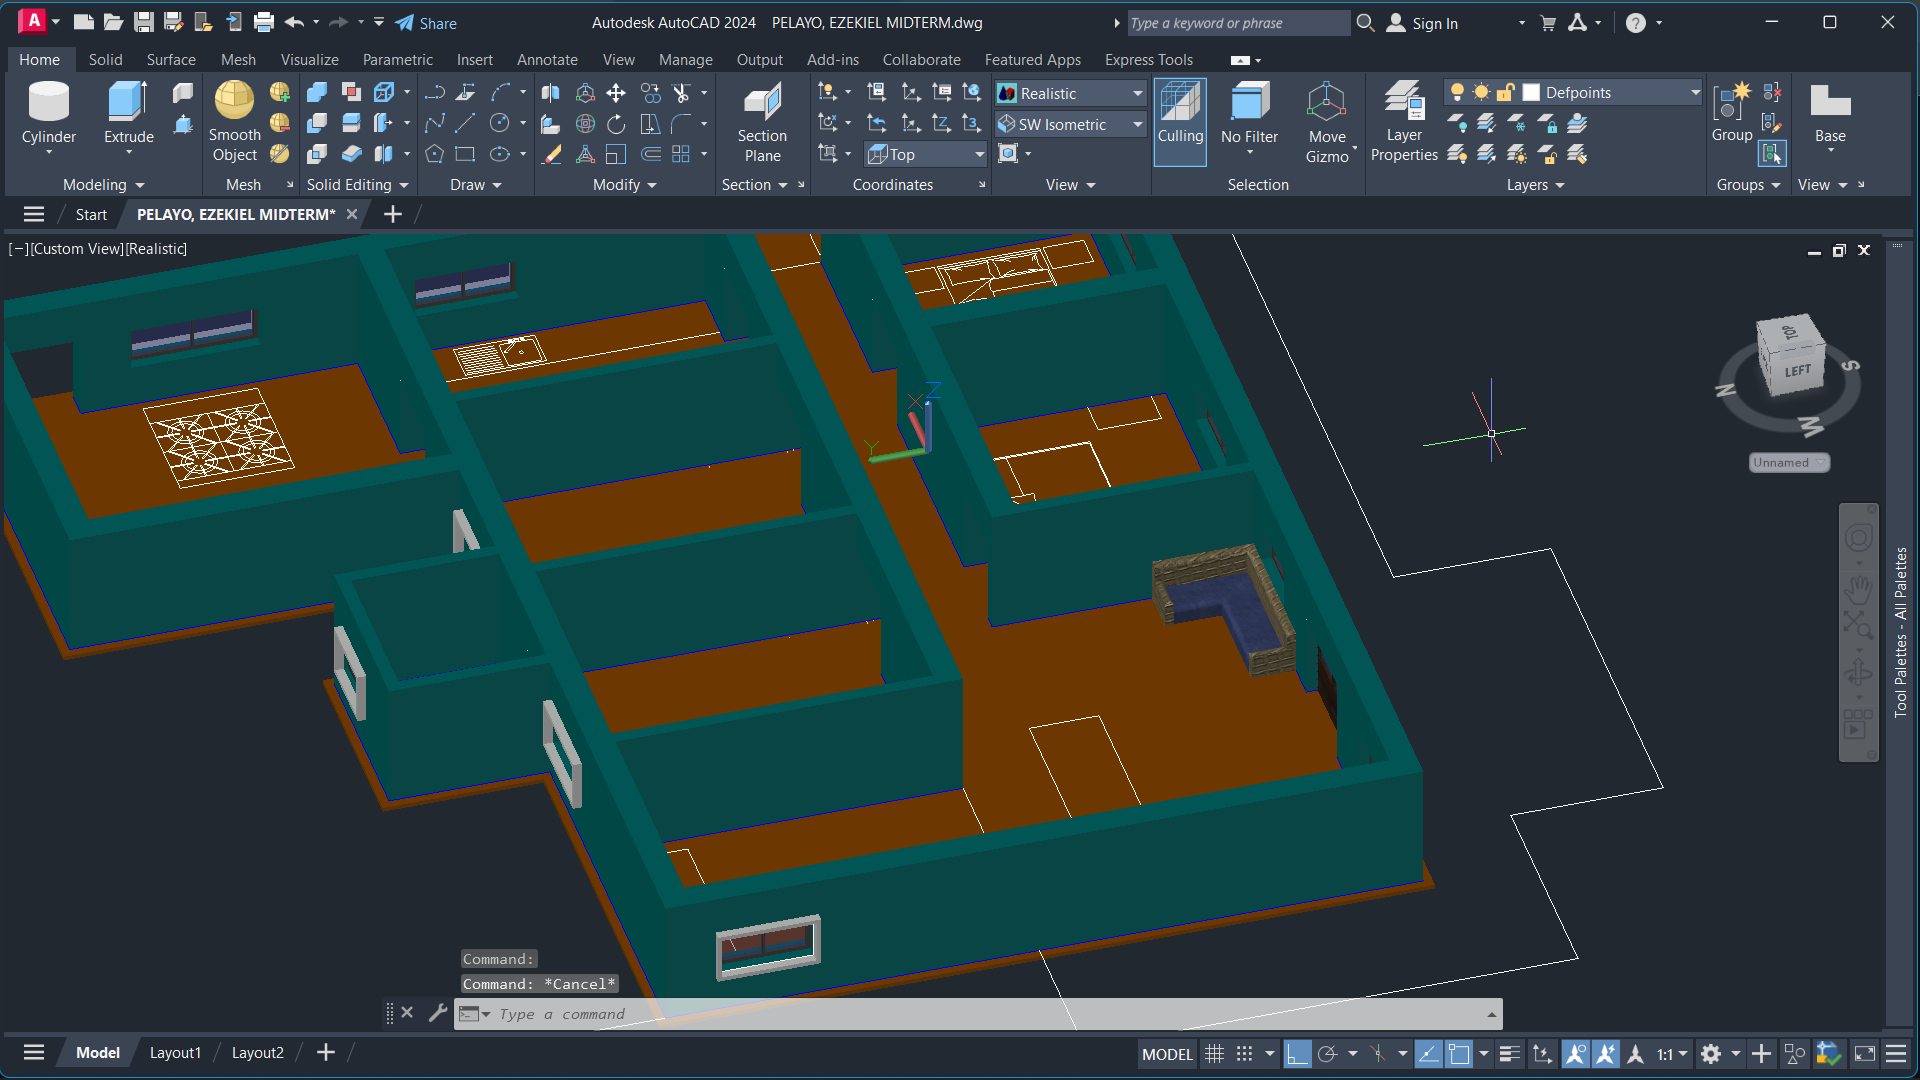 A
Share
Autodesk AutoCAD 2024 PELAYO, EZEKIEL MIDTERM.dwg
Type a keyword or phrase
Sign In
?
Home Solid Surface Mesh Visualize Parametric Insert Annotate View Manage Output Add-ins Collaborate Featured Apps Express Tools
Cylinder
Extrude
Smooth
Object
Section
Plane
Realistic
SW Isometric
Top
Culling
No Filter
Move
Gizmo
Layer
Properties
Defpoints
Group
Base
Modeling Mesh Solid Editing Draw Modify Section Coordinates View Selection Layers Groups View
Start PELAYO, EZEKIEL MIDTERM*
[−][Custom View][Realistic]
TOP
LEFT
N
S
W
Unnamed
X
Y
Z
Tool Palettes - All Palettes
Command:
Command: *Cancel*
Type a command
Model Layout1 Layout2
MODEL
1:1